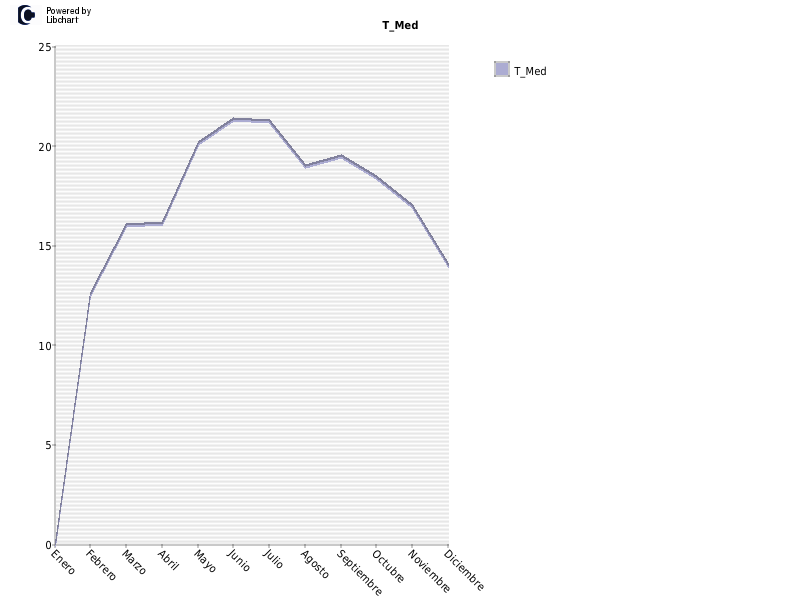 Powered by
Libchart
T_Med
T_Med
25
20
15
10
5
0
Enero
Febrero
Marzo
Abril
Mayo
Junio
Julio
Agosto
Septiembre
Octubre
Noviembre
Diciembre